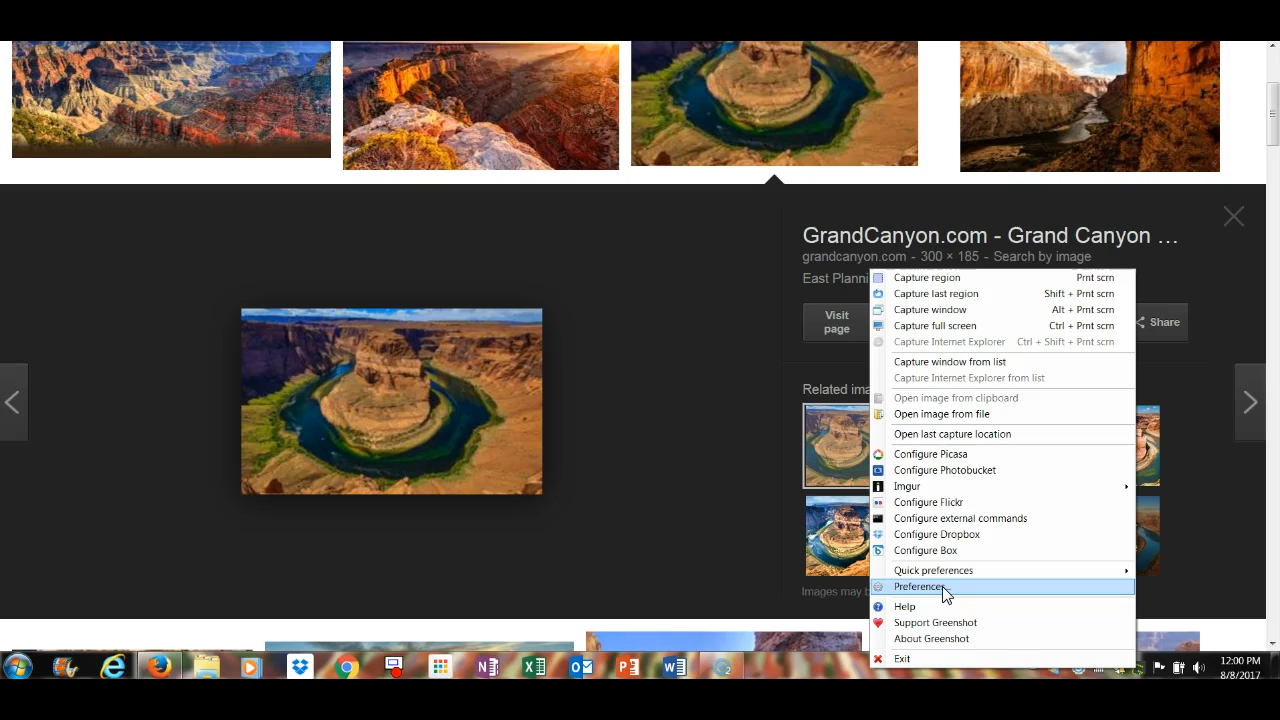 GrandCanyon.com - Grand Canyon ...
grandcanyon.com - 300 × 185 - Search by image
East Planni
Visit
page
Share
Related ima
Images may b
Capture region Prnt scrn
Capture last region Shift + Prnt scrn
Capture window Alt + Prnt scrn
Capture full screen Ctrl + Prnt scrn
Capture Internet Explorer Ctrl + Shift + Prnt scrn
Capture window from list
Capture Internet Explorer from list
Open image from clipboard
Open image from file
Open last capture location
Configure Picasa
Configure Photobucket
Imgur
Configure Flickr
Configure external commands
Configure Dropbox
Configure Box
Quick preferences
Preferences...
Help
Support Greenshot
About Greenshot
Exit
12:00 PM
8/8/2017